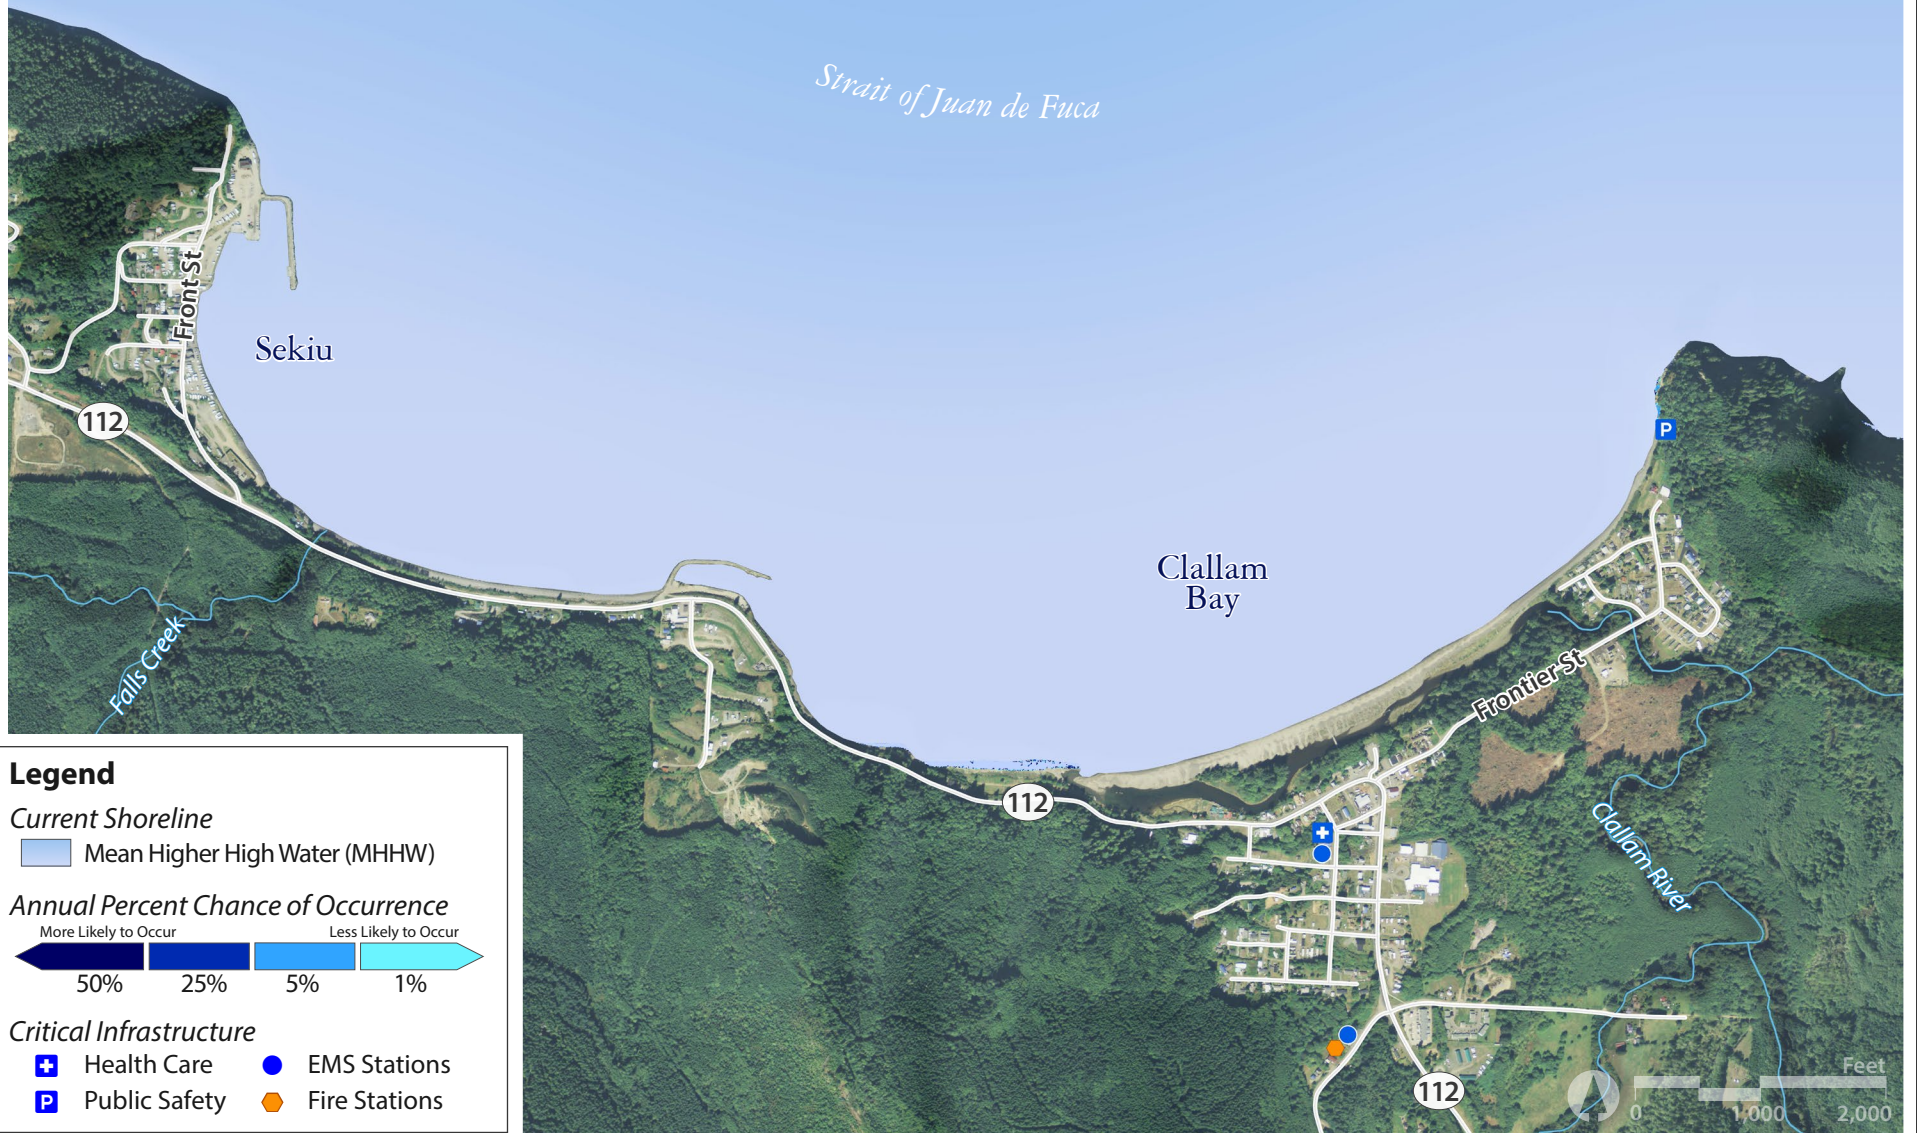 Strait of Juan de Fuca
Front St
Sekiu
112
Clallam
Bay
P
Falls Creek
Frontier St
112
Clallam River
112
Legend
Current Shoreline
Mean Higher High Water (MHHW)
Annual Percent Chance of Occurrence
More Likely to Occur
Less Likely to Occur
50%
25%
5%
1%
Critical Infrastructure
Health Care
EMS Stations
P
Public Safety
Fire Stations
Feet
0
1,000
2,000